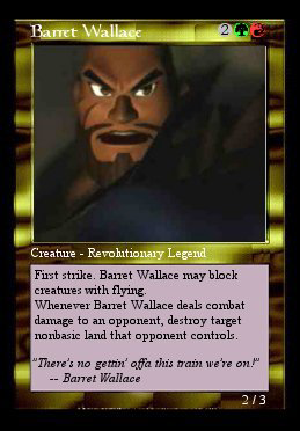 Barret Wallace 2
Creature - Revolutionary Legend
First strike. Barret Wallace may block
creatures with flying.
Whenever Barret Wallace deals combat
damage to an opponent, destroy target
nonbasic land that opponent controls.
"There's no gettin' offa this train we're on!"
-- Barret Wallace
2/3